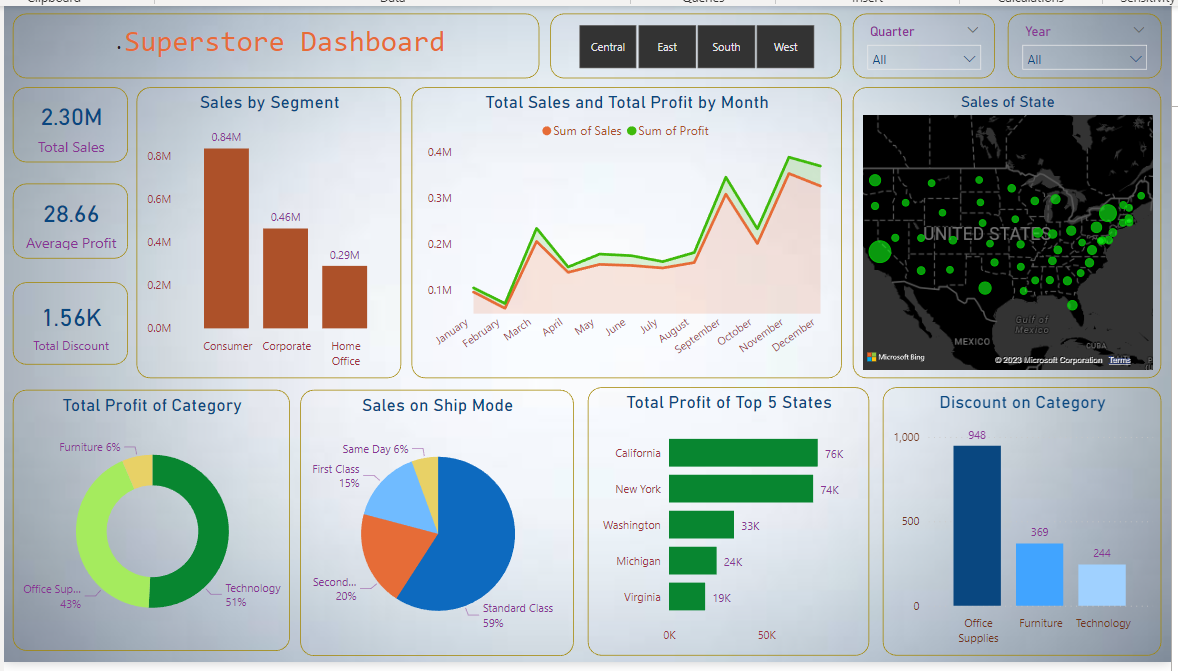 Clipboard
Data
Queries
Insert
Calculations
Superstore Dashboard
Central
East
South
West
Quarter
All
Year
All
2.30M
Total Sales
28.66
Average Profit
1.56K
Total Discount
Sales by Segment
0.84M
0.8M
0.6M
0.46M
0.4M
0.29M
0.2M
0.0M
Consumer
Corporate
Home
Office
Total Sales and Total Profit by Month
Sum of Sales
Sum of Profit
0.4M
0.3M
0.2M
0.1M
January
February
March
April
May
June
July
August
September
October
November
December
Sales of State
UNITED STATES
Gulf of
Mexico
MEXICO
CUBA
Microsoft Bing
© 2023 Microsoft Corporation
Terms
Total Profit of Category
Furniture 6%
Office Sup...
43%
Technology
51%
Sales on Ship Mode
Same Day 6%
First Class
15%
Second...
20%
Standard Class
59%
Total Profit of Top 5 States
California
76K
New York
74K
Washington
33K
Michigan
24K
Virginia
19K
0K
50K
Discount on Category
1,000
948
500
369
244
0
Office
Supplies
Furniture
Technology